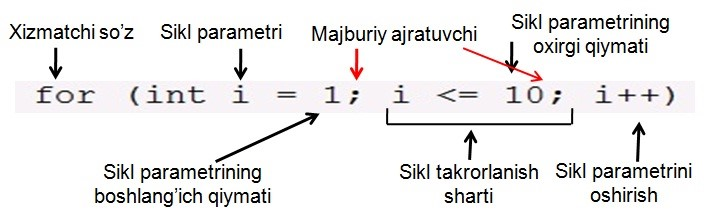 Xizmatchi so’z
Sikl parametri
Majburiy ajratuvchi
Sikl parametrining
oxirgi qiymati
for (int i = 1; i <= 10; i++)
Sikl parametrining
boshlang’ich qiymati
Sikl takrorlanish
sharti
Sikl parametrini
oshirish